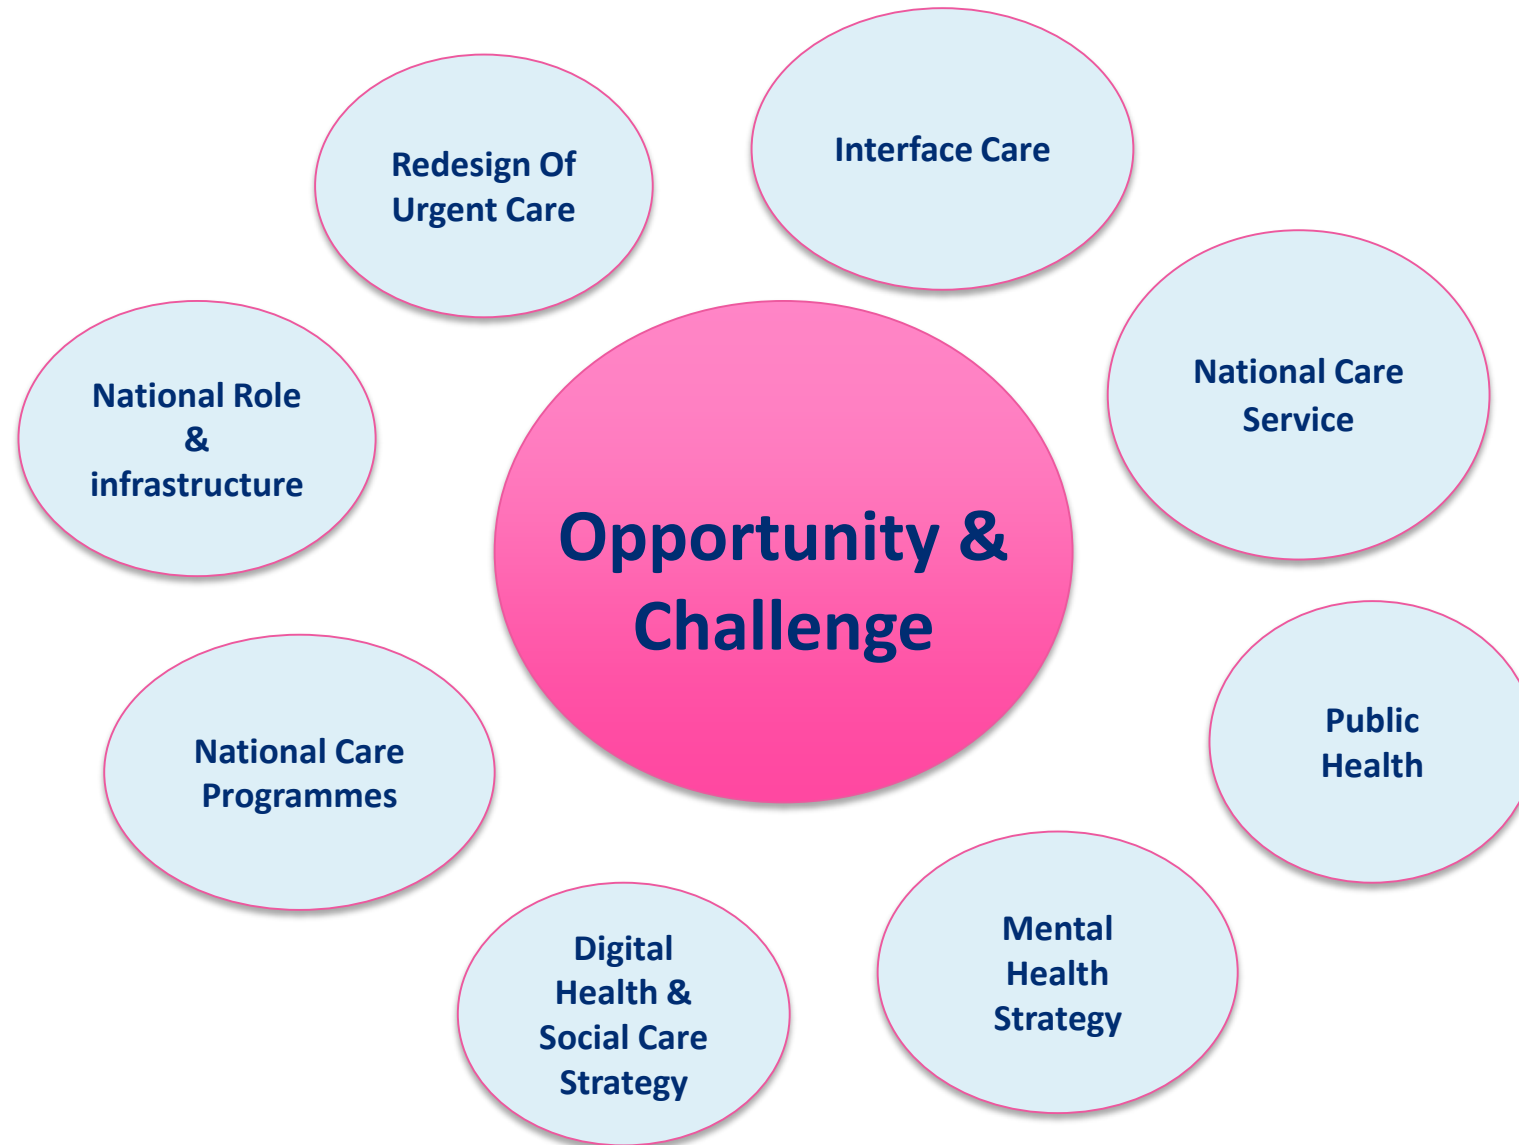 Redesign Of
Urgent Care
Interface Care
National Role
&
infrastructure
National Care
Service
Opportunity &
Challenge
National Care
Programmes
Public
Health
Digital
Health &
Social Care
Strategy
Mental
Health
Strategy